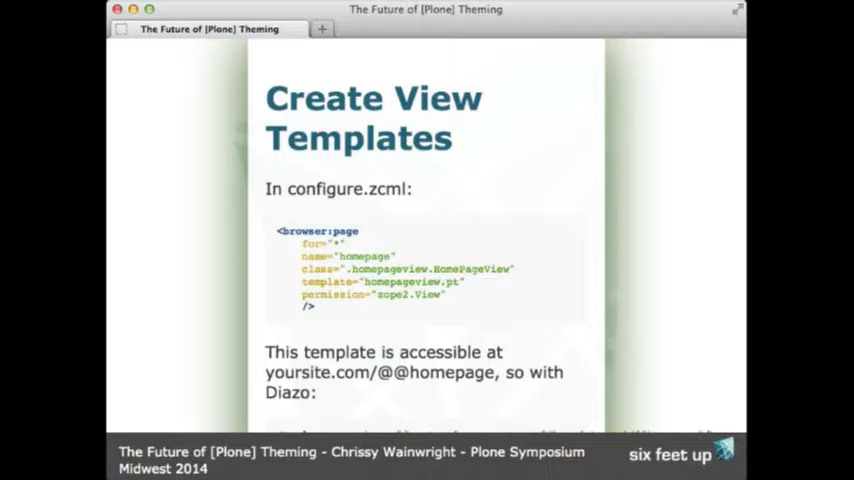 The Future of [Plone] Theming
The Future of [Plone] Theming
Create View
Templates
In configure.zcml:
<browser:page
for="*"
name="homepage"
class=".homepageview.HomePageView"
template="homepageview.pt"
permission="zope2.View"
/>
This template is accessible at
yoursite.com/@@homepage, so with
Diazo:
The Future of [Plone] Theming - Chrissy Wainwright - Plone Symposium
Midwest 2014
six feet up